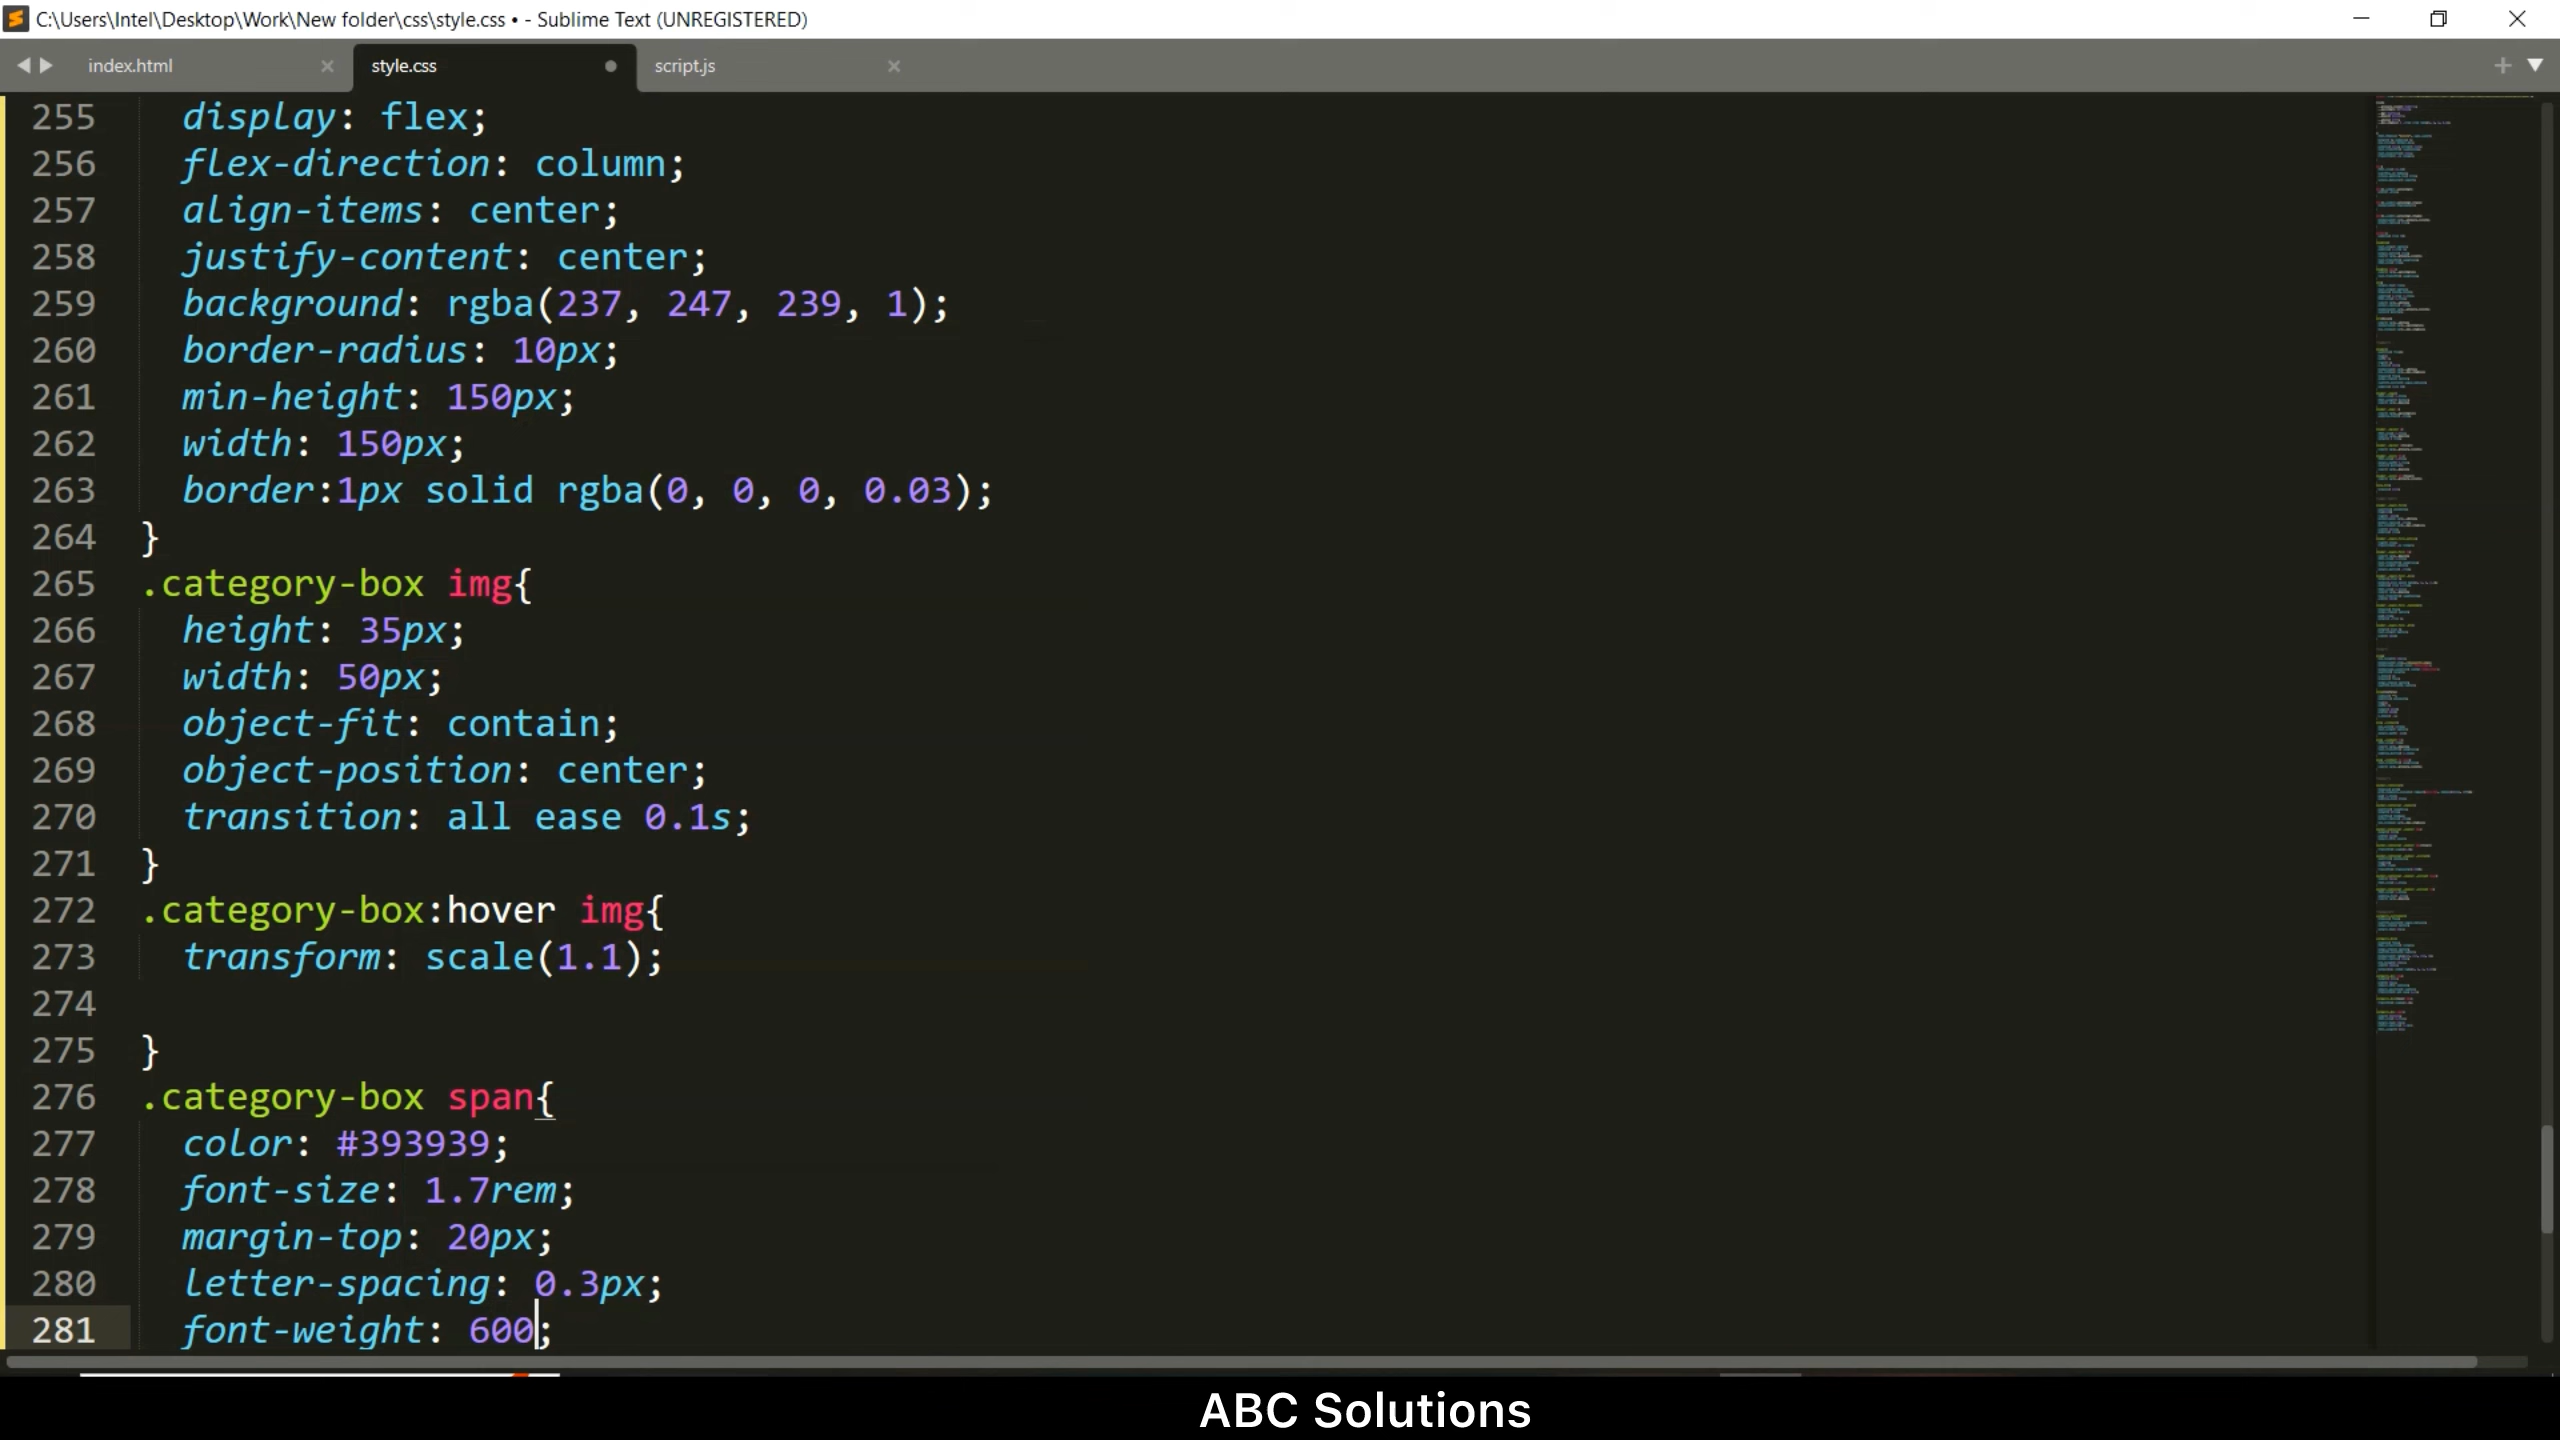 C:\Users\Intel\Desktop\Work\New folder\css\style.css • - Sublime Text (UNREGISTERED)
index.html
style.css
script.js
255 display: flex;
256 flex-direction: column;
257 align-items: center;
258 justify-content: center;
259 background: rgba(237, 247, 239, 1);
260 border-radius: 10px;
261 min-height: 150px;
262 width: 150px;
263 border:1px solid rgba(0, 0, 0, 0.03);
264 }
265 .category-box img{
266 height: 35px;
267 width: 50px;
268 object-fit: contain;
269 object-position: center;
270 transition: all ease 0.1s;
271 }
272 .category-box:hover img{
273 transform: scale(1.1);
274
275 }
276 .category-box span{
277 color: #393939;
278 font-size: 1.7rem;
279 margin-top: 20px;
280 letter-spacing: 0.3px;
281 font-weight: 600;
ABC Solutions